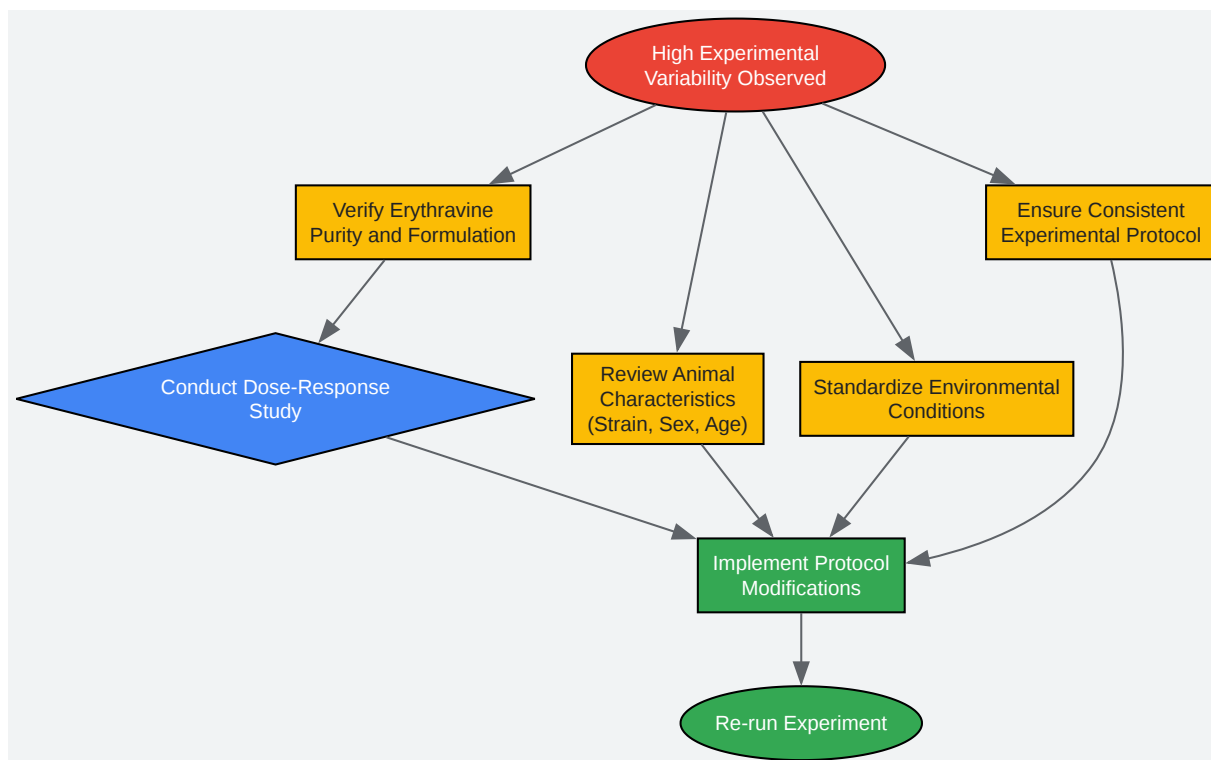 High Experimental
Variability Observed
Verify Erythravine
Purity and Formulation
Ensure Consistent
Experimental Protocol
Conduct Dose-Response
Study
Review Animal
Characteristics
(Strain, Sex, Age)
Standardize Environmental
Conditions
Implement Protocol
Modifications
Re-run Experiment